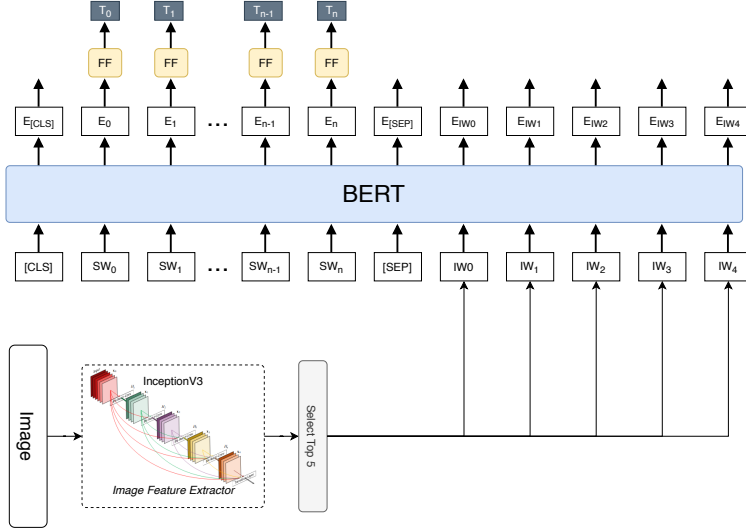 T0 T1 Tn-1 Tn
FF FF FF FF
E[CLS] E0 E1 ... En-1 En E[SEP] EIW0 EIW1 EIW2 EIW3 EIW4
BERT
[CLS] SW0 SW1 ... SWn-1 SWn [SEP] IW0 IW1 IW2 IW3 IW4
Image
InceptionV3
Image Feature Extractor
Select Top 5